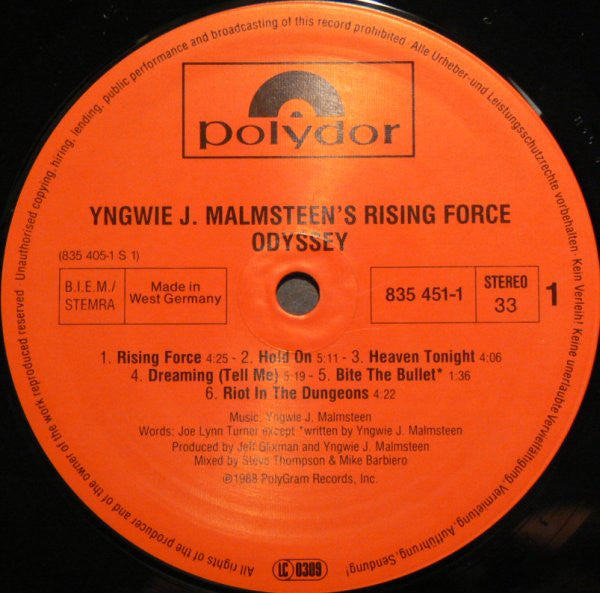 All rights of the producer and of the owner of the work reproduced reserved · Unauthorised copying, hiring, lending, public performance and broadcasting of this record prohibited · Alle Urheber-und Leistungsschutzrechte vorbehalten · Kein Verleih! Keine unerlaubte Vervielfältigung, Vermietung, Aufführung, Sendung!
polydor
YNGWIE J. MALMSTEEN'S RISING FORCE
ODYSSEY
(835 405-1 S 1)
B.I.E.M./
STEMRA
Made in
West Germany
835 451-1
STEREO
33
1
1. Rising Force 4:25 - 2. Hold On 5:11 - 3. Heaven Tonight 4:06
4. Dreaming (Tell Me) 5:19 - 5. Bite The Bullet* 1:36
6. Riot In The Dungeons 4:22
Music: Yngwie J. Malmsteen
Words: Joe Lynn Turner except *written by Yngwie J. Malmsteen
Produced by Jeff Glixman and Yngwie J. Malmsteen
Mixed by Steve Thompson & Mike Barbiero
℗1988 PolyGram Records, Inc.
LC 0309